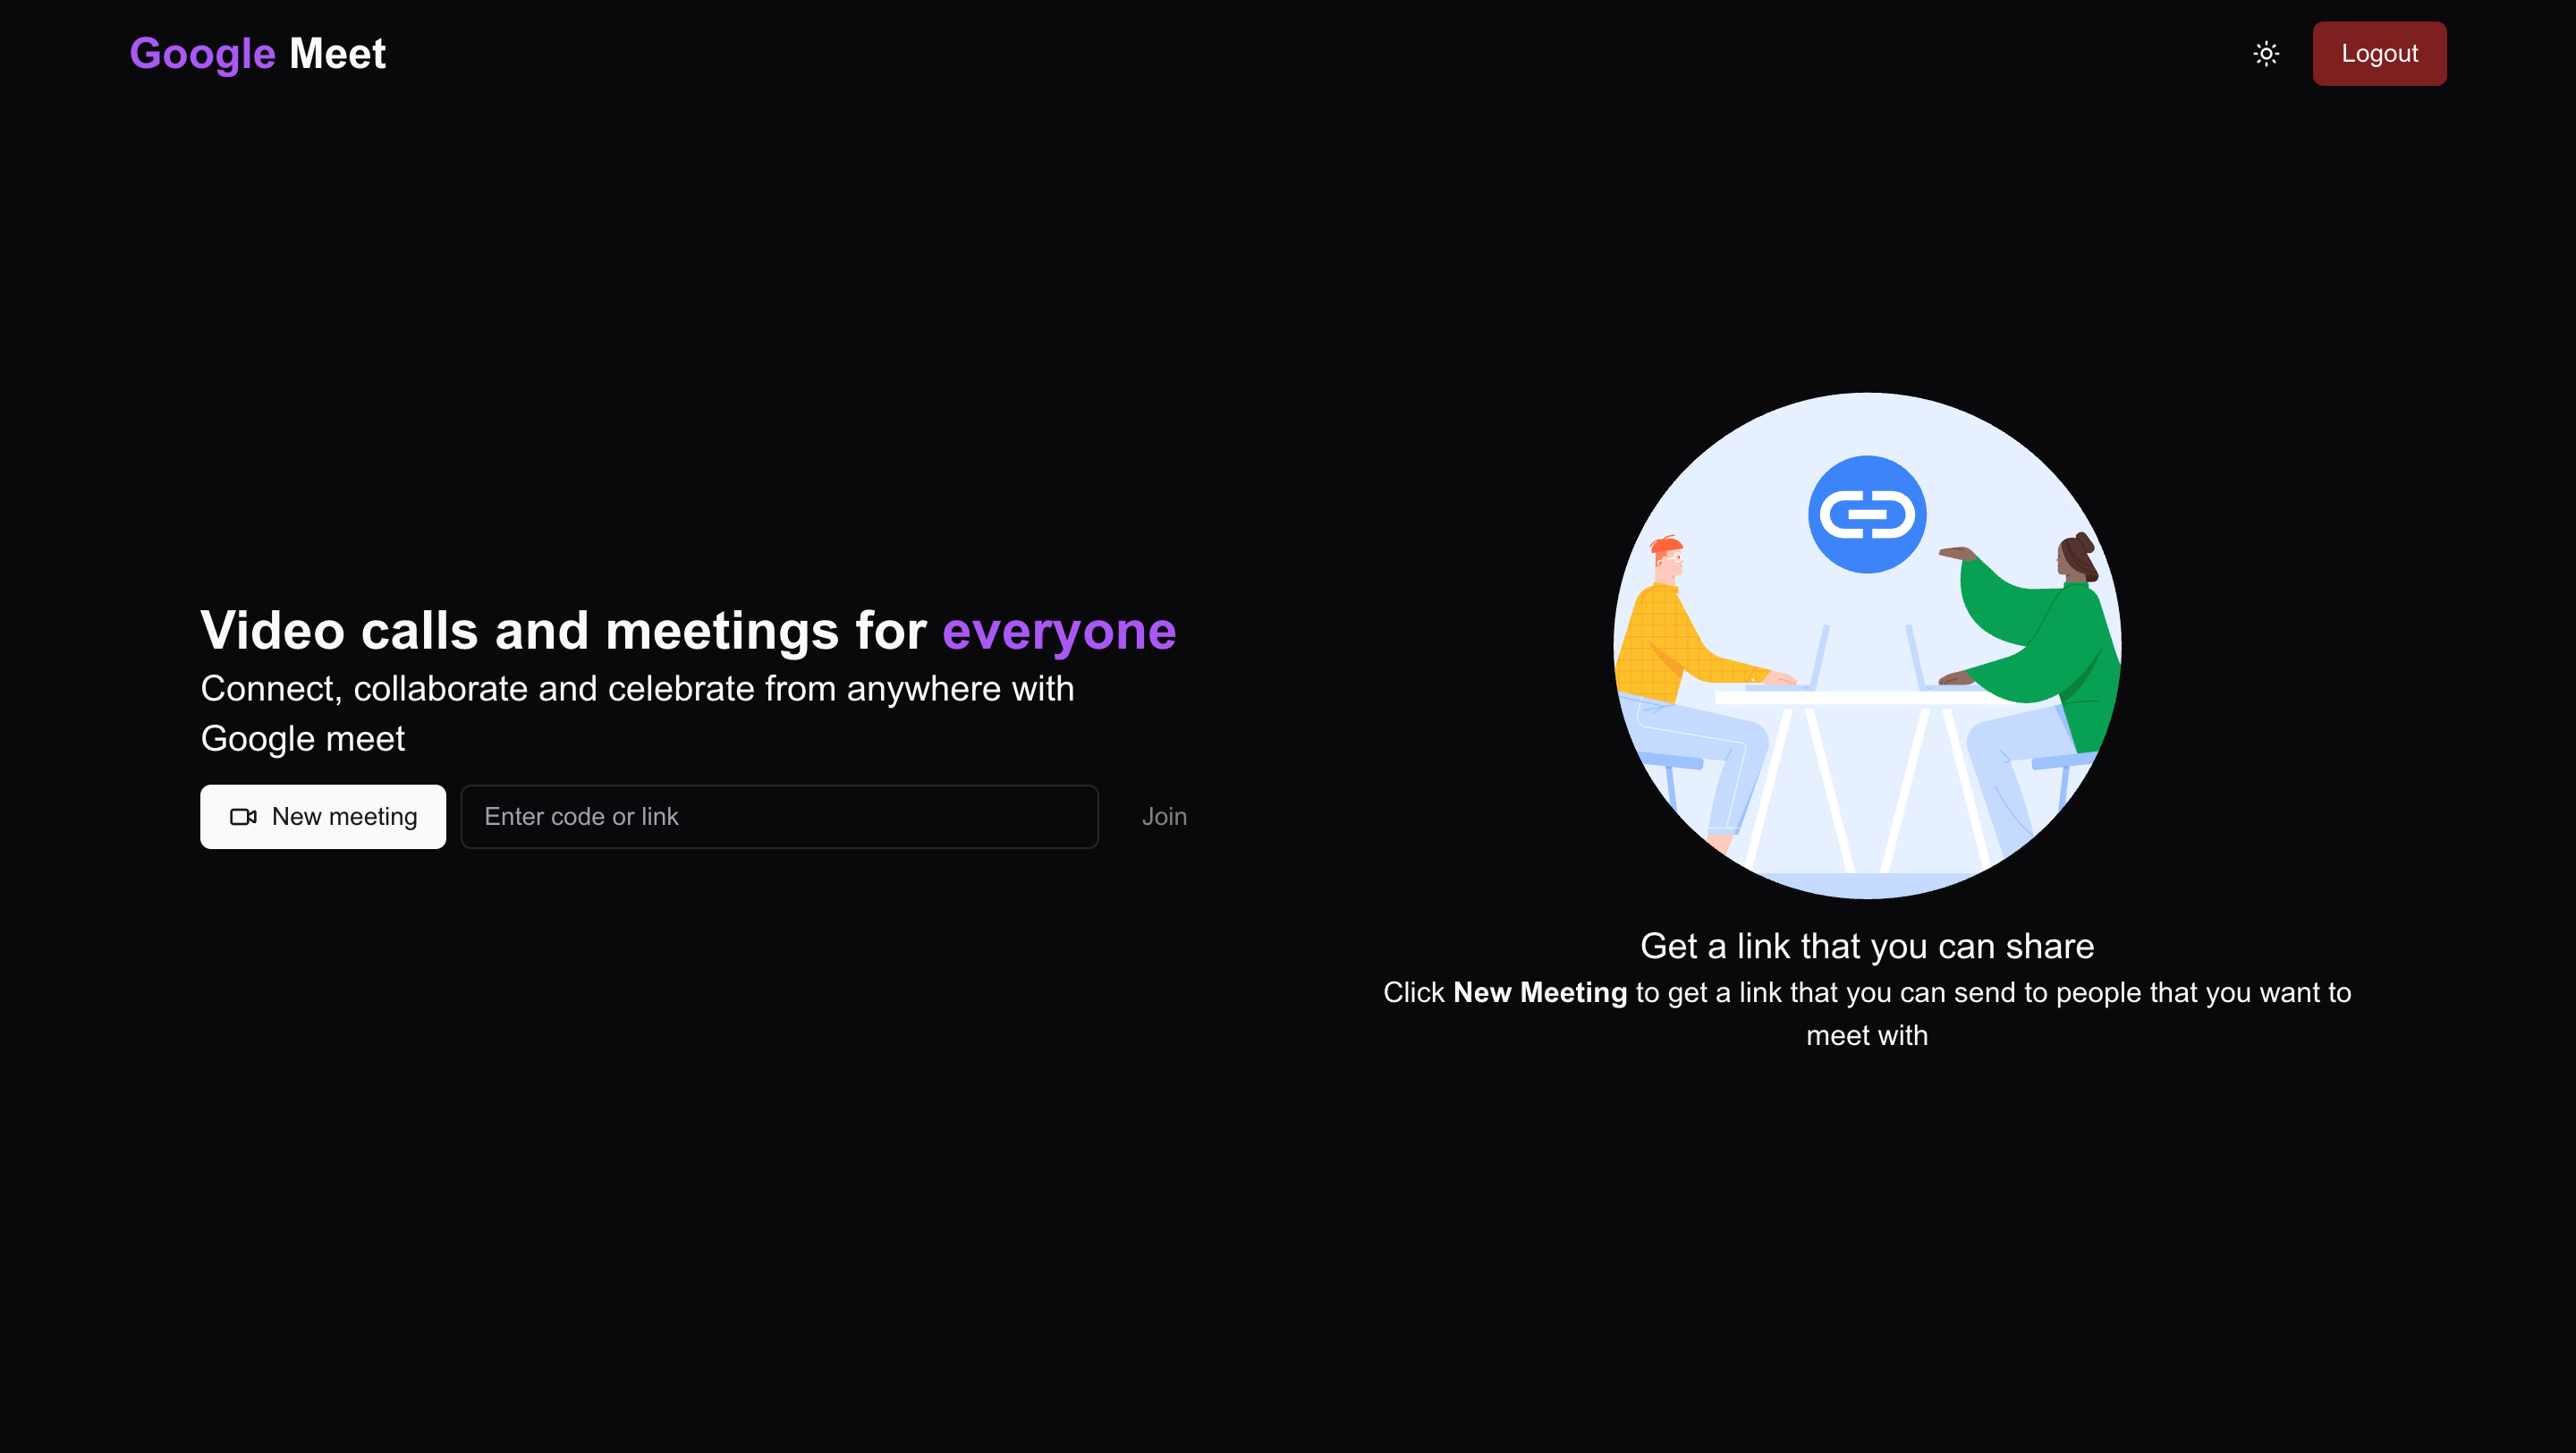 Google Meet
Logout
Video calls and meetings for everyone
Connect, collaborate and celebrate from anywhere with
Google meet
New meeting
Enter code or link
Join
Get a link that you can share
Click New Meeting to get a link that you can send to people that you want to
meet with